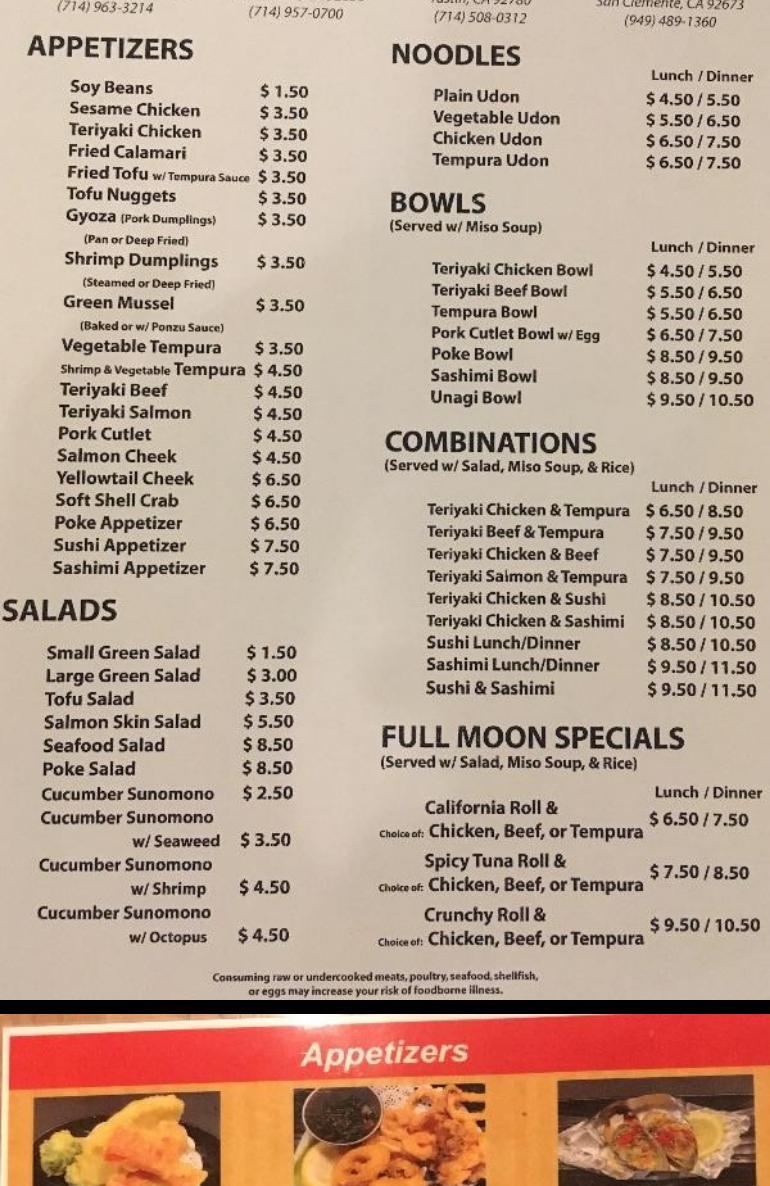 (714) 963-3214
(714) 957-0700
Tustin, CA 92780
(714) 508-0312
San Clemente, CA 92673
(949) 489-1360
APPETIZERS
Soy Beans $ 1.50
Sesame Chicken $ 3.50
Teriyaki Chicken $ 3.50
Fried Calamari $ 3.50
Fried Tofu w/ Tempura Sauce $ 3.50
Tofu Nuggets $ 3.50
Gyoza (Pork Dumplings) $ 3.50
(Pan or Deep Fried)
Shrimp Dumplings $ 3.50
(Steamed or Deep Fried)
Green Mussel $ 3.50
(Baked or w/ Ponzu Sauce)
Vegetable Tempura $ 3.50
Shrimp & Vegetable Tempura $ 4.50
Teriyaki Beef $ 4.50
Teriyaki Salmon $ 4.50
Pork Cutlet $ 4.50
Salmon Cheek $ 4.50
Yellowtail Cheek $ 6.50
Soft Shell Crab $ 6.50
Poke Appetizer $ 6.50
Sushi Appetizer $ 7.50
Sashimi Appetizer $ 7.50
SALADS
Small Green Salad $ 1.50
Large Green Salad $ 3.00
Tofu Salad $ 3.50
Salmon Skin Salad $ 5.50
Seafood Salad $ 8.50
Poke Salad $ 8.50
Cucumber Sunomono $ 2.50
Cucumber Sunomono
w/ Seaweed $ 3.50
Cucumber Sunomono
w/ Shrimp $ 4.50
Cucumber Sunomono
w/ Octopus $ 4.50
NOODLES
Lunch / Dinner
Plain Udon $ 4.50 / 5.50
Vegetable Udon $ 5.50 / 6.50
Chicken Udon $ 6.50 / 7.50
Tempura Udon $ 6.50 / 7.50
BOWLS
(Served w/ Miso Soup)
Lunch / Dinner
Teriyaki Chicken Bowl $ 4.50 / 5.50
Teriyaki Beef Bowl $ 5.50 / 6.50
Tempura Bowl $ 5.50 / 6.50
Pork Cutlet Bowl w/ Egg $ 6.50 / 7.50
Poke Bowl $ 8.50 / 9.50
Sashimi Bowl $ 8.50 / 9.50
Unagi Bowl $ 9.50 / 10.50
COMBINATIONS
(Served w/ Salad, Miso Soup, & Rice)
Lunch / Dinner
Teriyaki Chicken & Tempura $ 6.50 / 8.50
Teriyaki Beef & Tempura $ 7.50 / 9.50
Teriyaki Chicken & Beef $ 7.50 / 9.50
Teriyaki Salmon & Tempura $ 7.50 / 9.50
Teriyaki Chicken & Sushi $ 8.50 / 10.50
Teriyaki Chicken & Sashimi $ 8.50 / 10.50
Sushi Lunch/Dinner $ 8.50 / 10.50
Sashimi Lunch/Dinner $ 9.50 / 11.50
Sushi & Sashimi $ 9.50 / 11.50
FULL MOON SPECIALS
(Served w/ Salad, Miso Soup, & Rice)
Lunch / Dinner
California Roll &
Choice of: Chicken, Beef, or Tempura $ 6.50 / 7.50
Spicy Tuna Roll &
Choice of: Chicken, Beef, or Tempura $ 7.50 / 8.50
Crunchy Roll &
Choice of: Chicken, Beef, or Tempura $ 9.50 / 10.50
Consuming raw or undercooked meats, poultry, seafood, shellfish,
or eggs may increase your risk of foodborne illness.
Appetizers